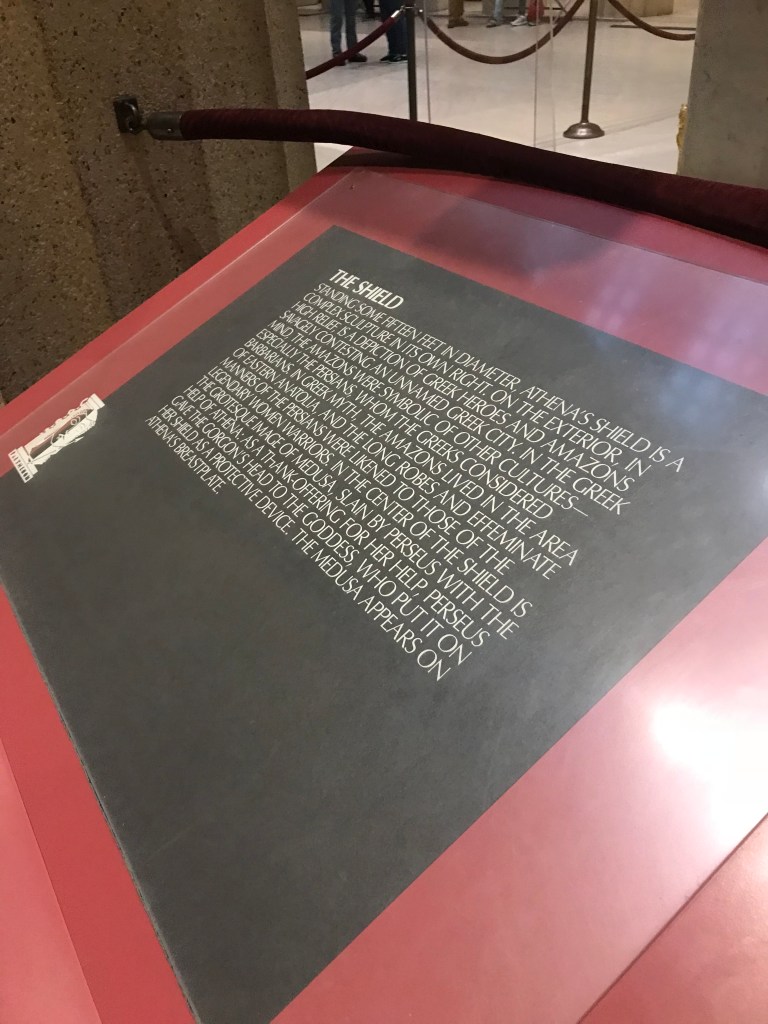 THE SHIELD
STANDING SOME FIFTEEN FEET IN DIAMETER, ATHENA'S SHIELD IS A
COMPLEX SCULPTURE IN ITS OWN RIGHT. ON THE EXTERIOR, IN
HIGH RELIEF, IS A DEPICTION OF GREEK HEROES AND AMAZONS
SAVAGELY CONTESTING AN UNNAMED GREEK CITY. IN THE GREEK
MIND, THE AMAZONS WERE SYMBOLIC OF OTHER CULTURES—
ESPECIALLY THE PERSIANS, WHOM THE GREEKS CONSIDERED
BARBARIANS. IN GREEK MYTH, THE AMAZONS LIVED IN THE AREA
OF EASTERN ANATOLIA, AND THE LONG ROBES AND EFFEMINATE
MANNERS OF THE PERSIANS WERE LIKENED TO THOSE OF THE
LEGENDARY WOMEN WARRIORS. IN THE CENTER OF THE SHIELD IS
THE GROTESQUE IMAGE OF MEDUSA, SLAIN BY PERSEUS WITH THE
HELP OF ATHENA. AS A THANK-OFFERING FOR HER HELP, PERSEUS
GAVE THE GORGON'S HEAD TO THE GODDESS, WHO PUT IT ON
HER SHIELD AS A PROTECTIVE DEVICE. THE MEDUSA APPEARS ON
ATHENA'S BREASTPLATE.